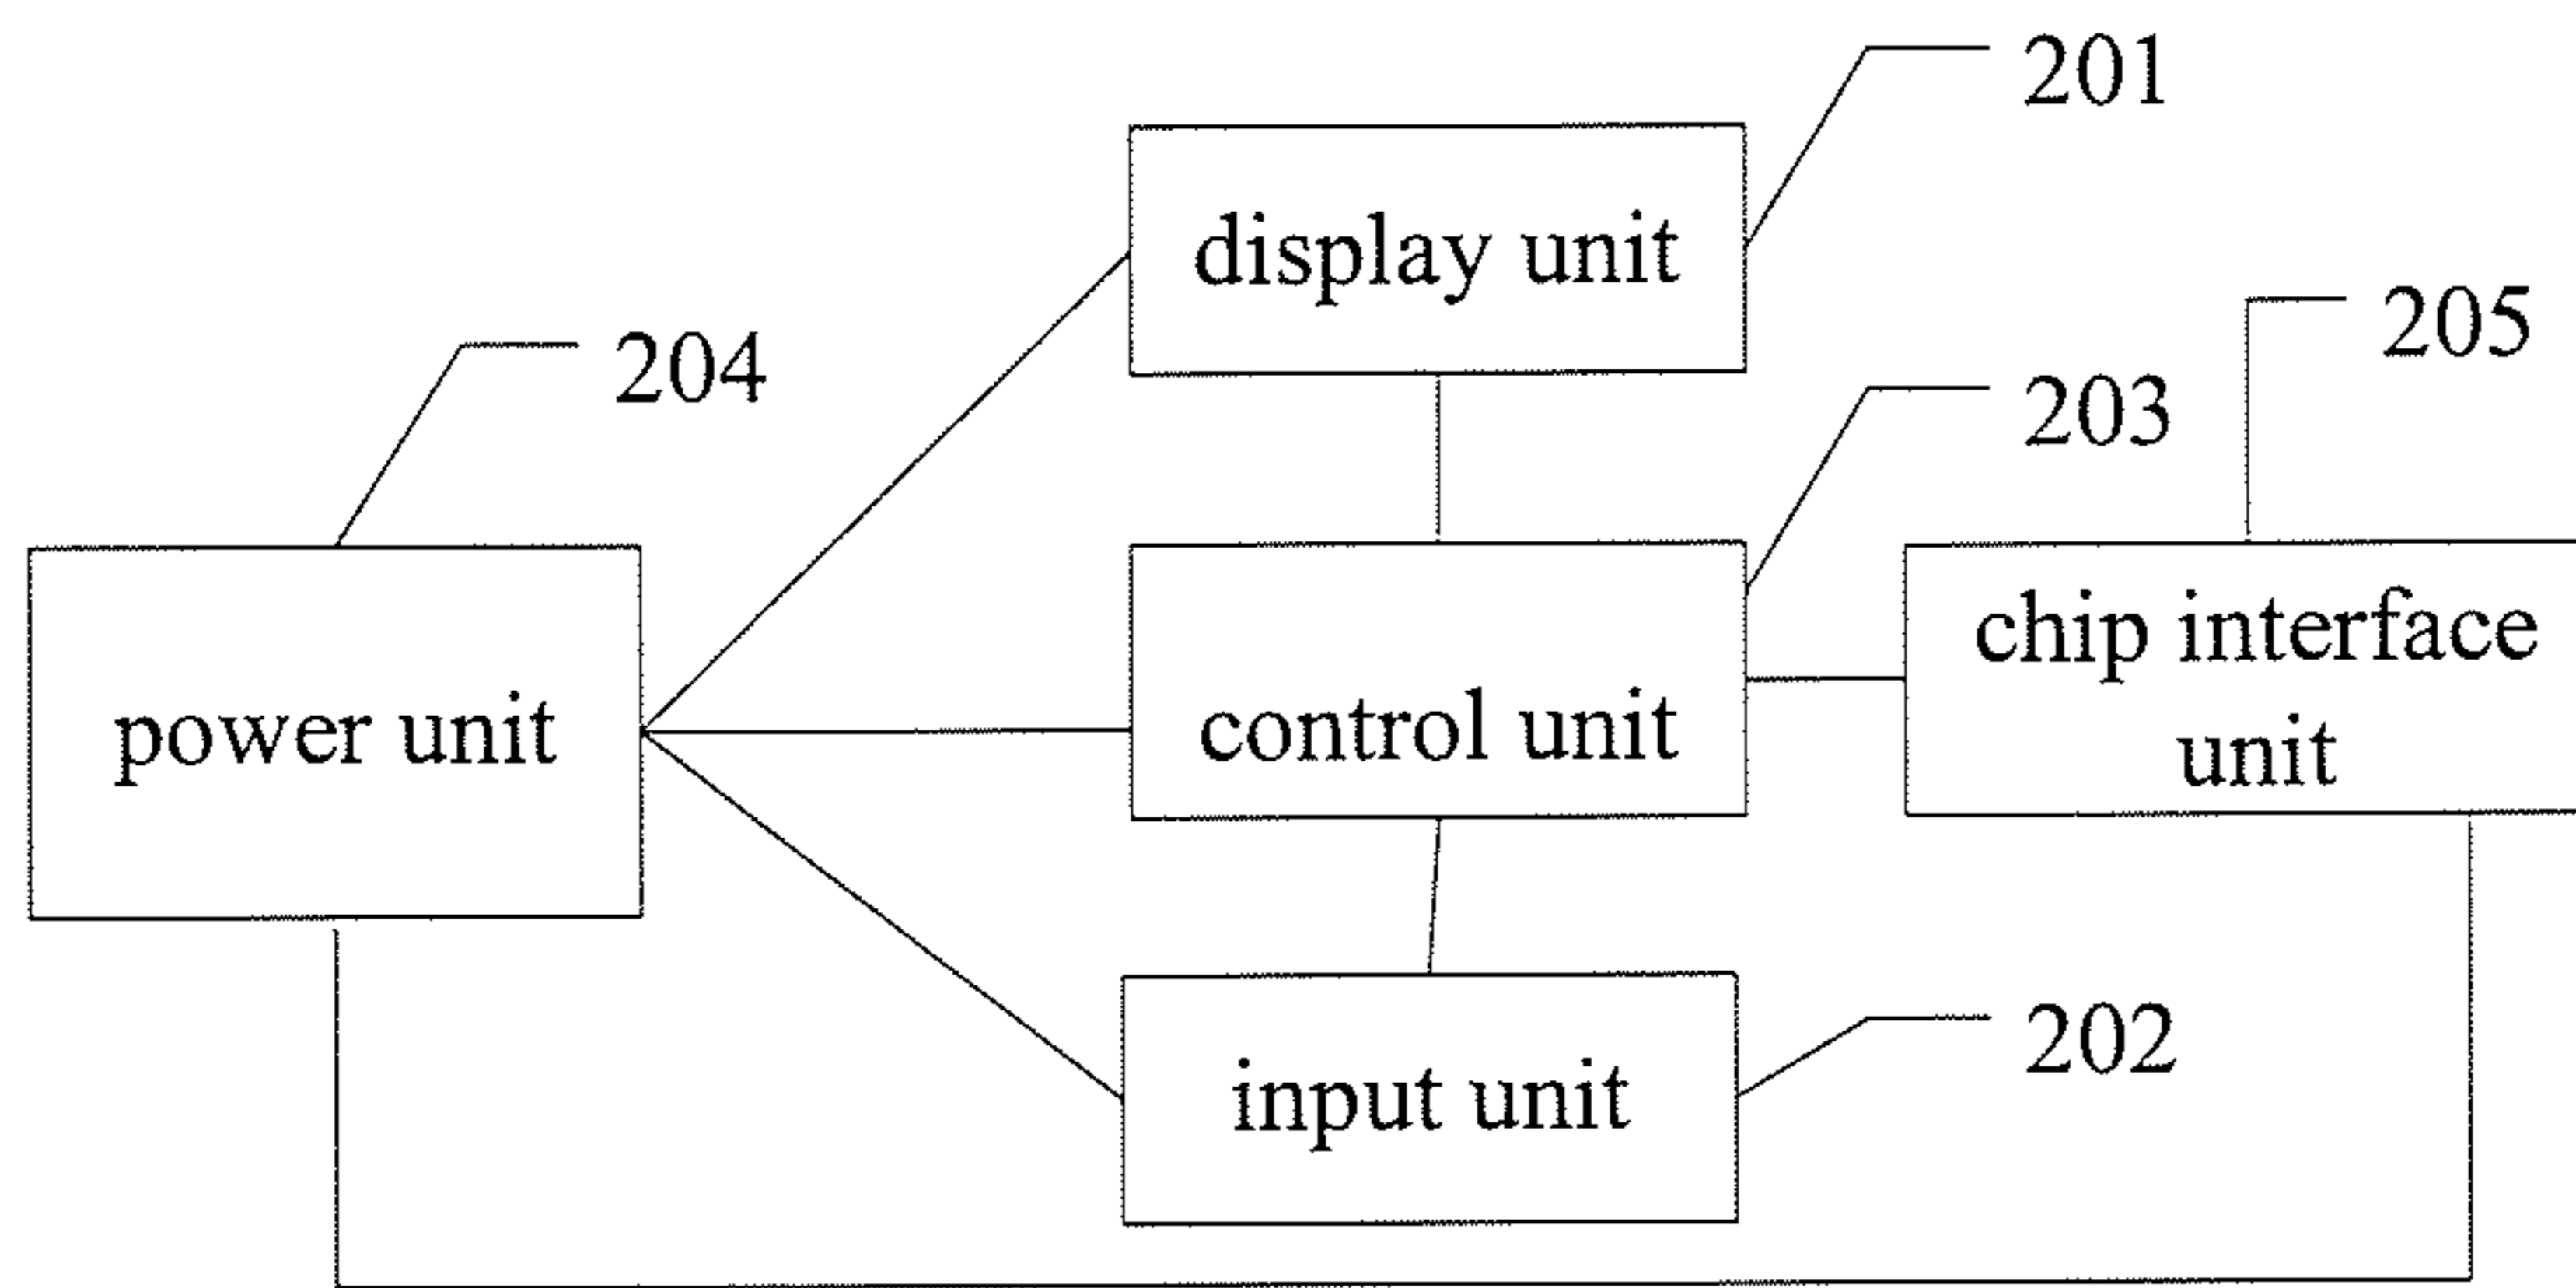 201
display unit
205
204
203
chip interface
unit
control unit
power unit
202
input unit